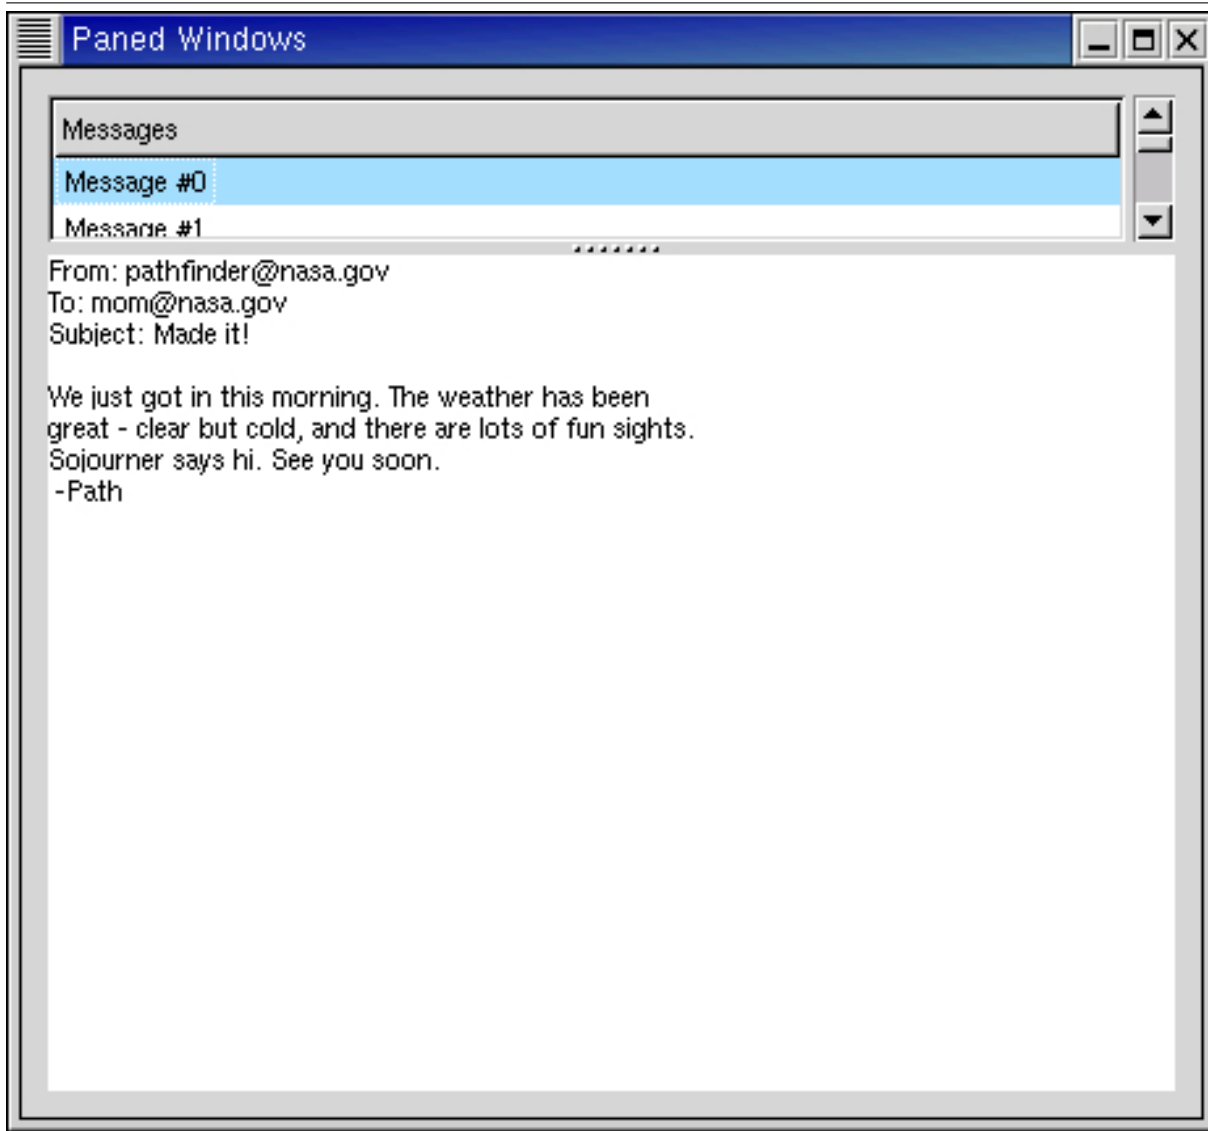 Paned Windows
Messages
Message #0
Message #1
From: pathfinder@nasa.gov
To: mom@nasa.gov
Subject: Made it!
We just got in this morning. The weather has been
great - clear but cold, and there are lots of fun sights.
Sojourner says hi. See you soon.
-Path